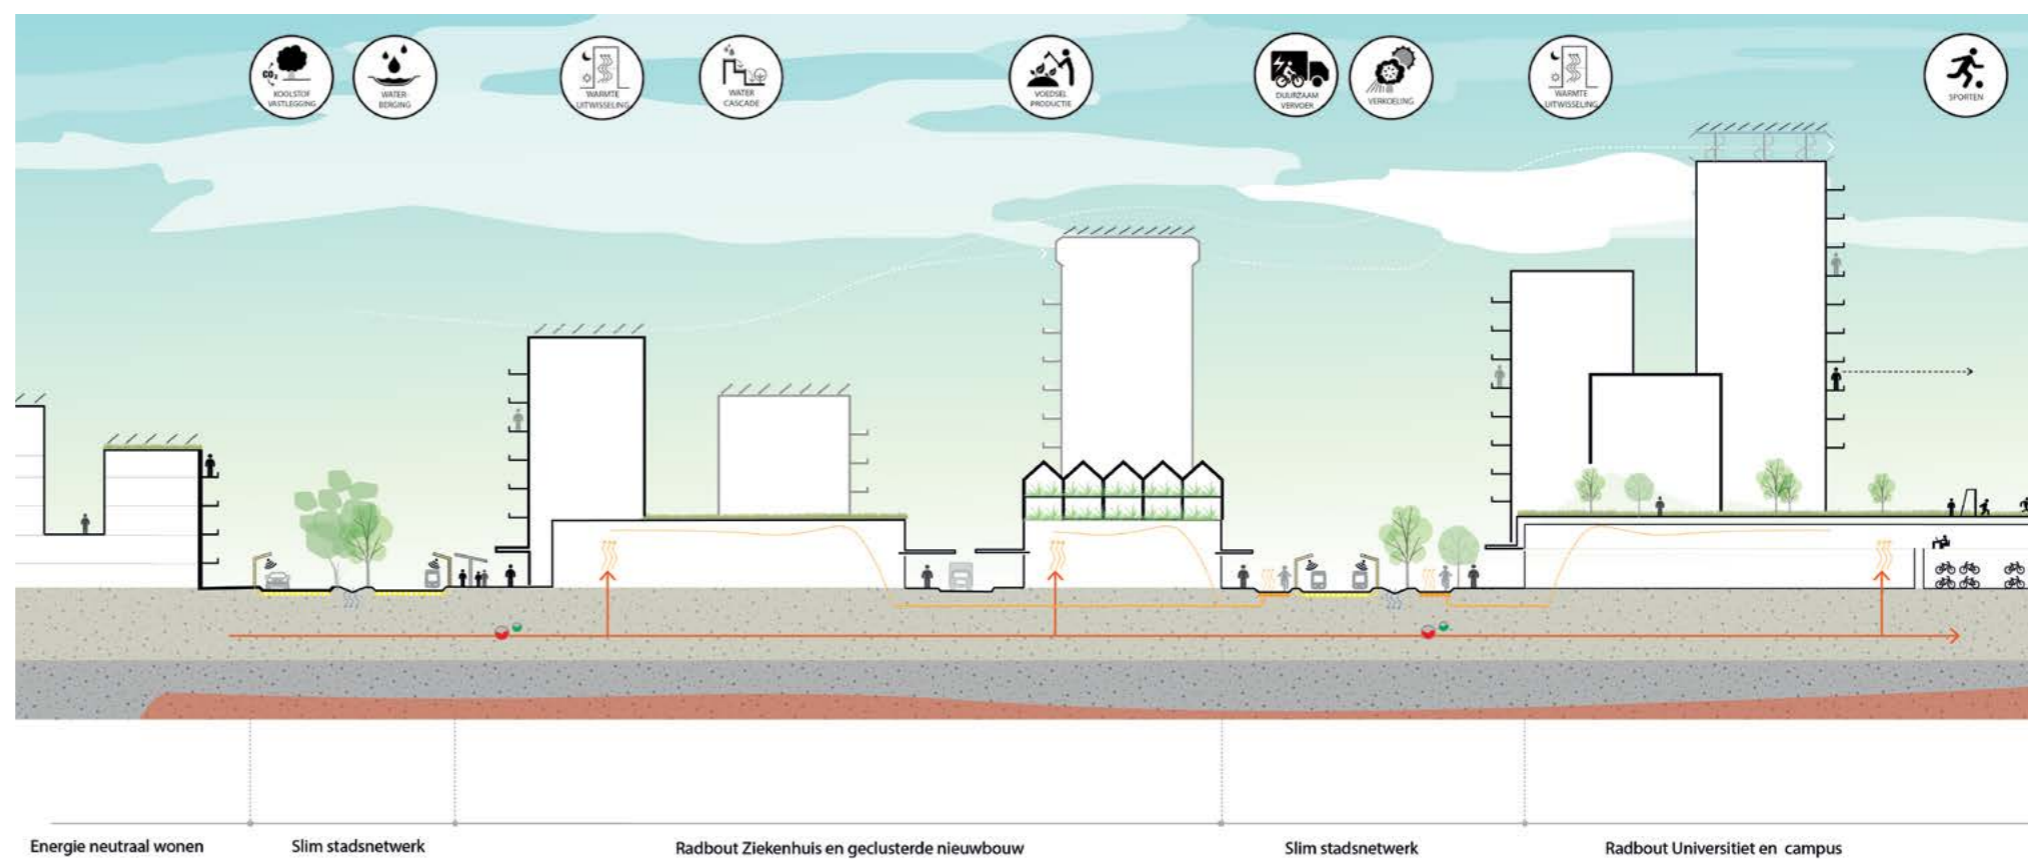 CO₂
KOOLSTOF
VASTLEGGING
WATER-
BERGING
WARMTE
UITWISSELING
WATER
CASCADE
VOEDSEL
PRODUCTIE
DUURZAAM
VERVOER
VERKOELING
WARMTE
UITWISSELING
SPORTEN
Energie neutraal wonen
Slim stadsnetwerk
Radbout Ziekenhuis en geclusterde nieuwbouw
Slim stadsnetwerk
Radbout Universitiet en campus